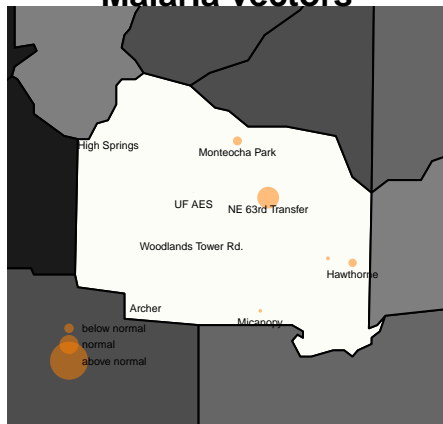 Malaria vectors
High Springs
Monteocha Park
UF AES
NE 63rd Transfer
Woodlands Tower Rd.
Hawthorne
Archer
Micanopy
below normal
normal
above normal